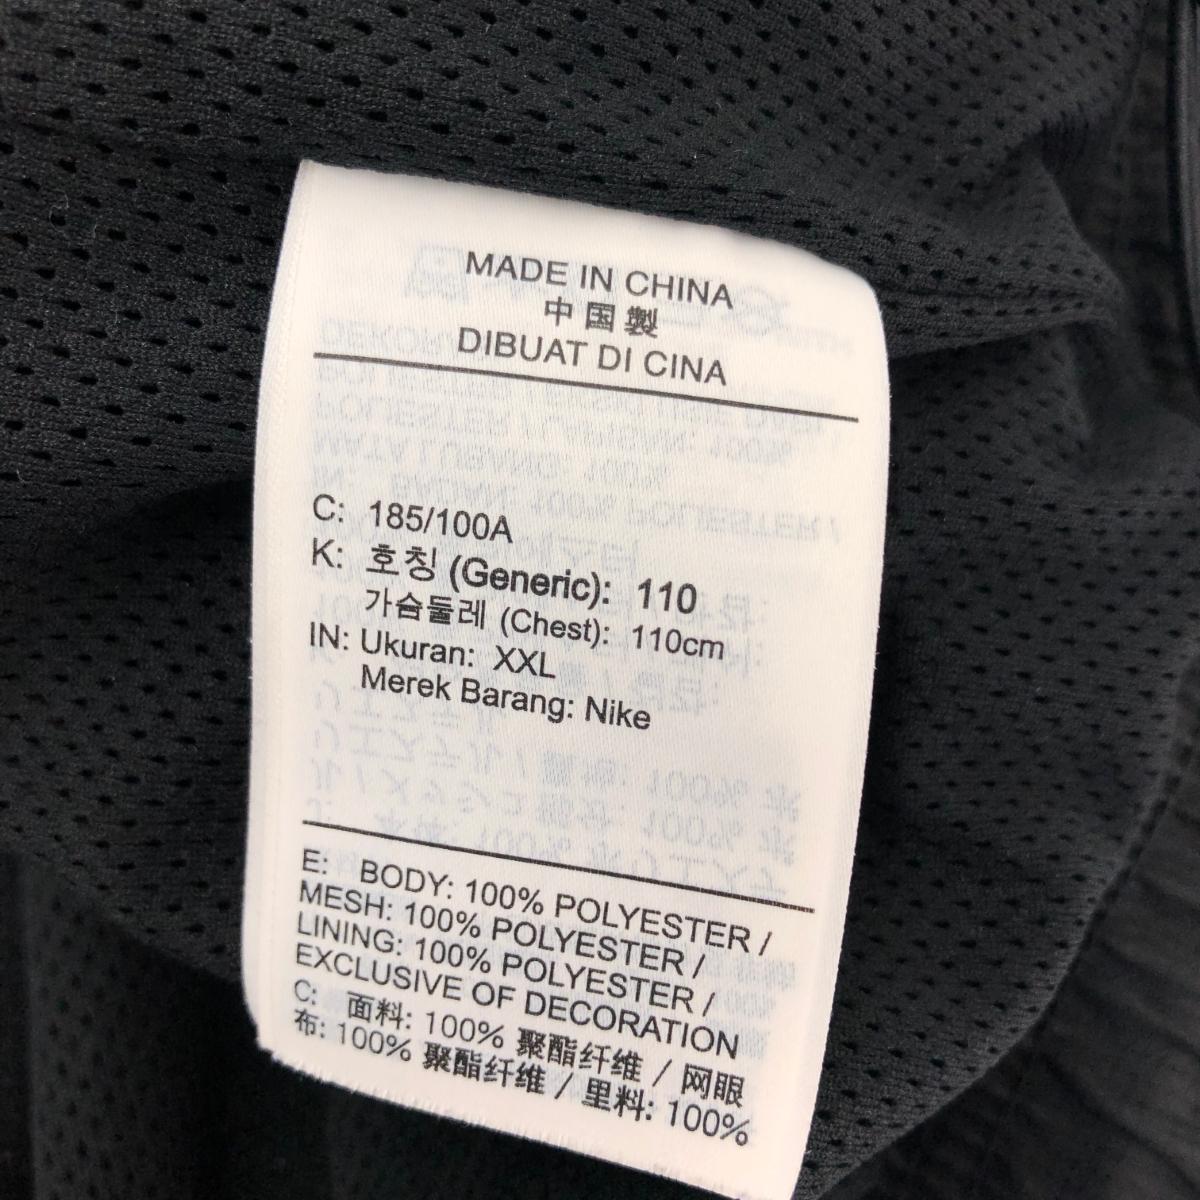 MADE IN CHINA
中国製
DIBUAT DI CINA
C: 185/100A
K: 호칭 (Generic): 110
가슴둘레 (Chest): 110cm
IN: Ukuran: XXL
Merek Barang: Nike
E: BODY: 100% POLYESTER /
MESH: 100% POLYESTER /
LINING: 100% POLYESTER /
EXCLUSIVE OF DECORATION
C: 面料: 100% 聚酯纤维 / 网眼
布: 100% 聚酯纤维 / 里料: 100%